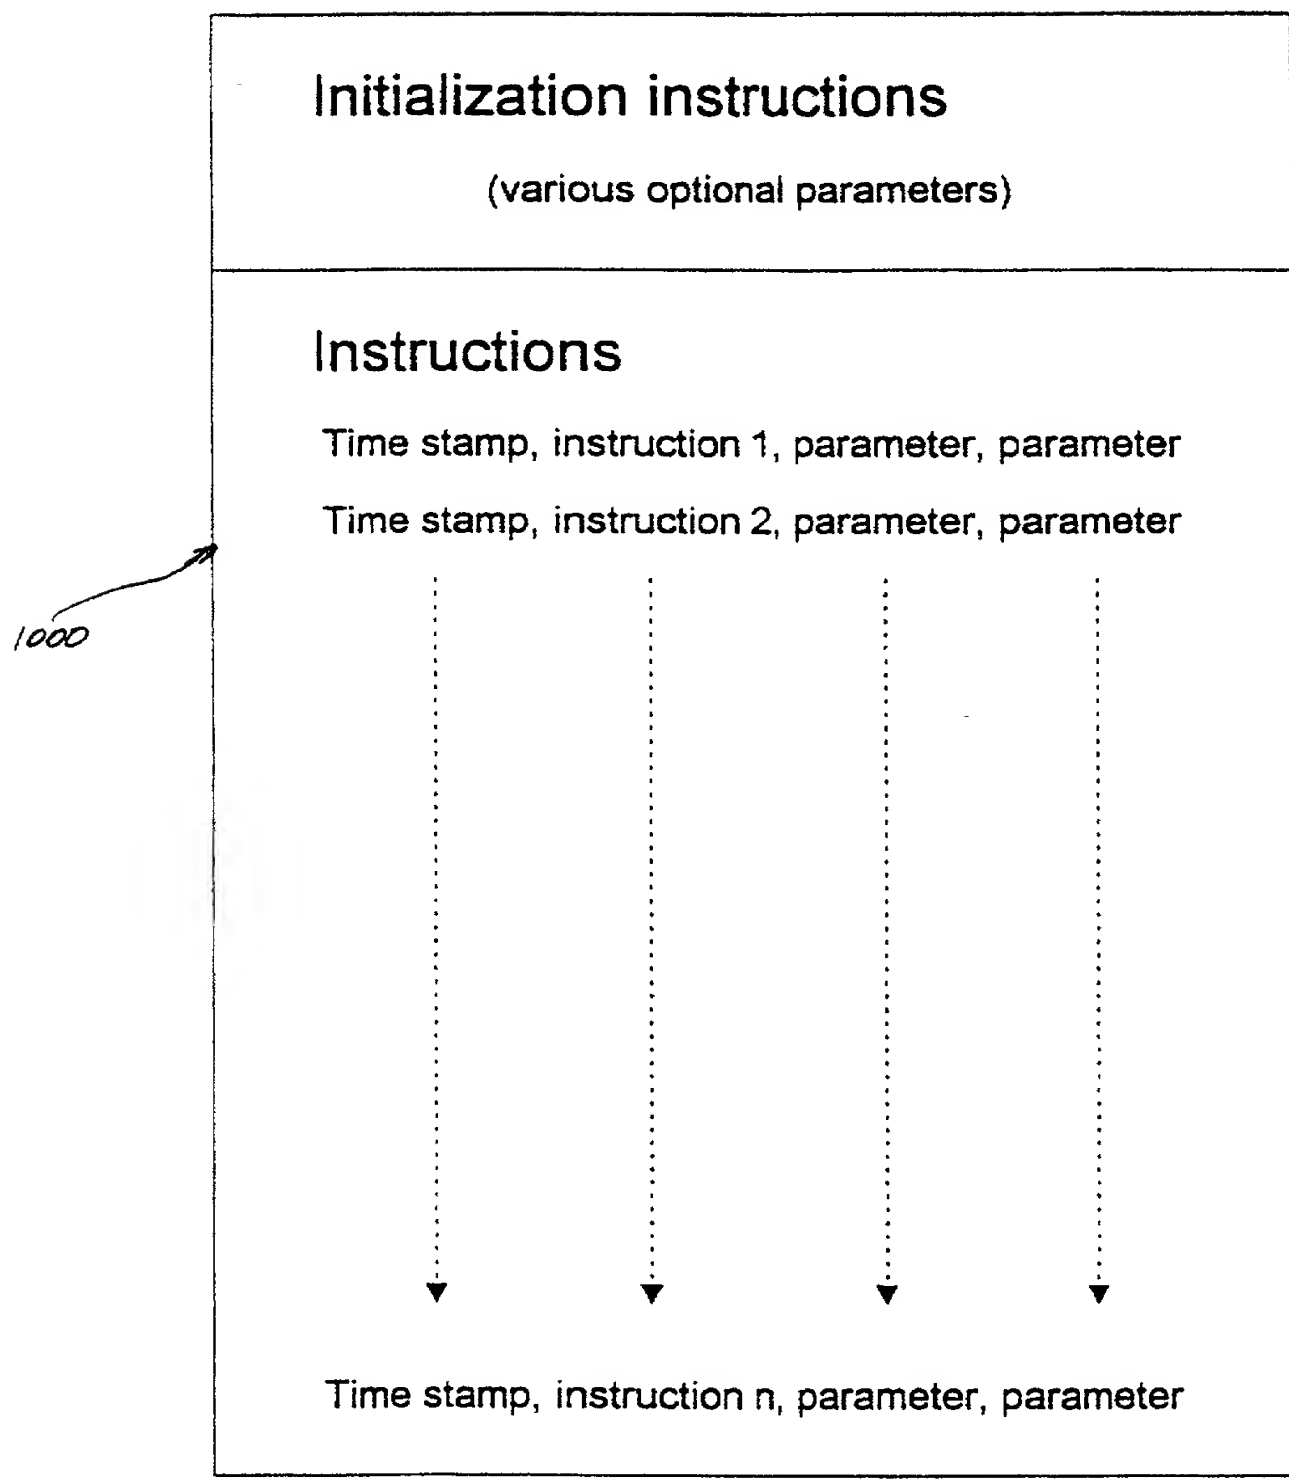 Initialization instructions
(various optional parameters)
Instructions
Time stamp, instruction 1, parameter, parameter
Time stamp, instruction 2, parameter, parameter
1000
Time stamp, instruction n, parameter, parameter